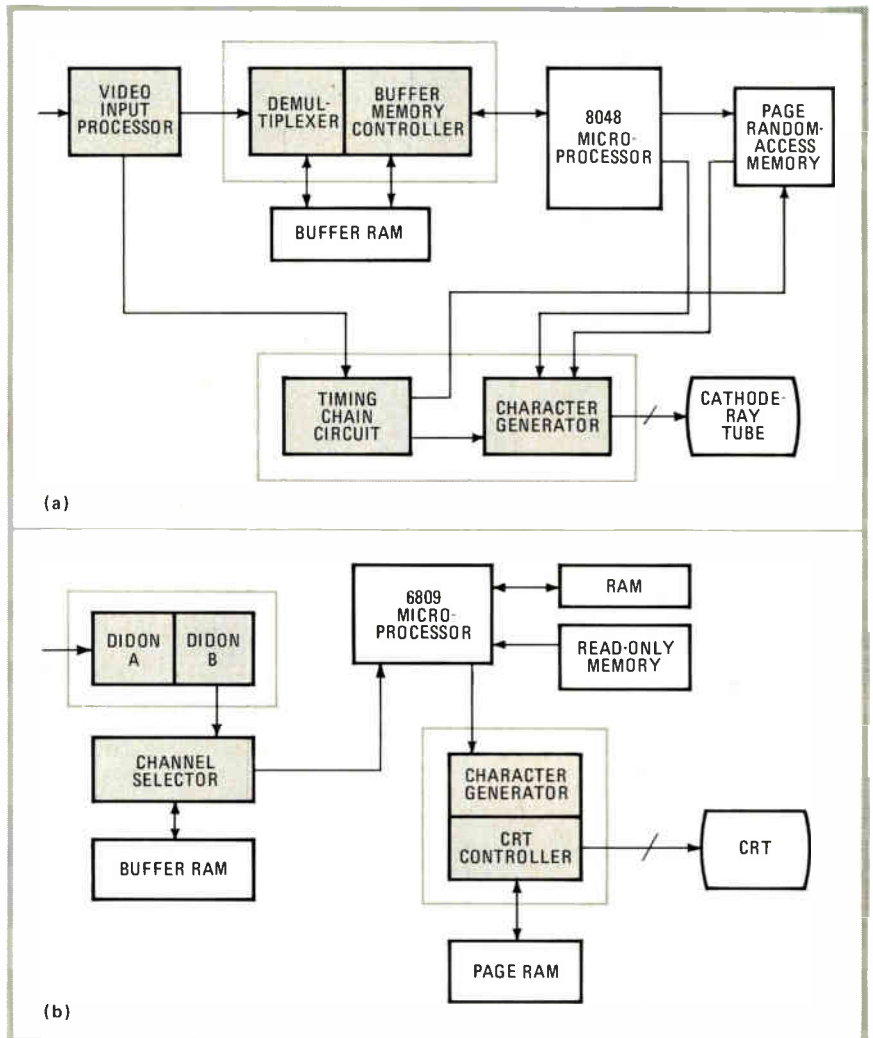 VIDEO
INPUT
PROCESSOR
DEMUL-
TIPLEXER
BUFFER
MEMORY
CONTROLLER
8048
MICRO-
PROCESSOR
PAGE
RANDOM-
ACCESS
MEMORY
BUFFER RAM
TIMING
CHAIN
CIRCUIT
CHARACTER
GENERATOR
CATHODE-
RAY
TUBE
(a)
DIDON
A
DIDON
B
6809
MICRO-
PROCESSOR
RAM
READ-ONLY
MEMORY
CHANNEL
SELECTOR
CHARACTER
GENERATOR
CRT
CONTROLLER
CRT
BUFFER RAM
PAGE RAM
(b)